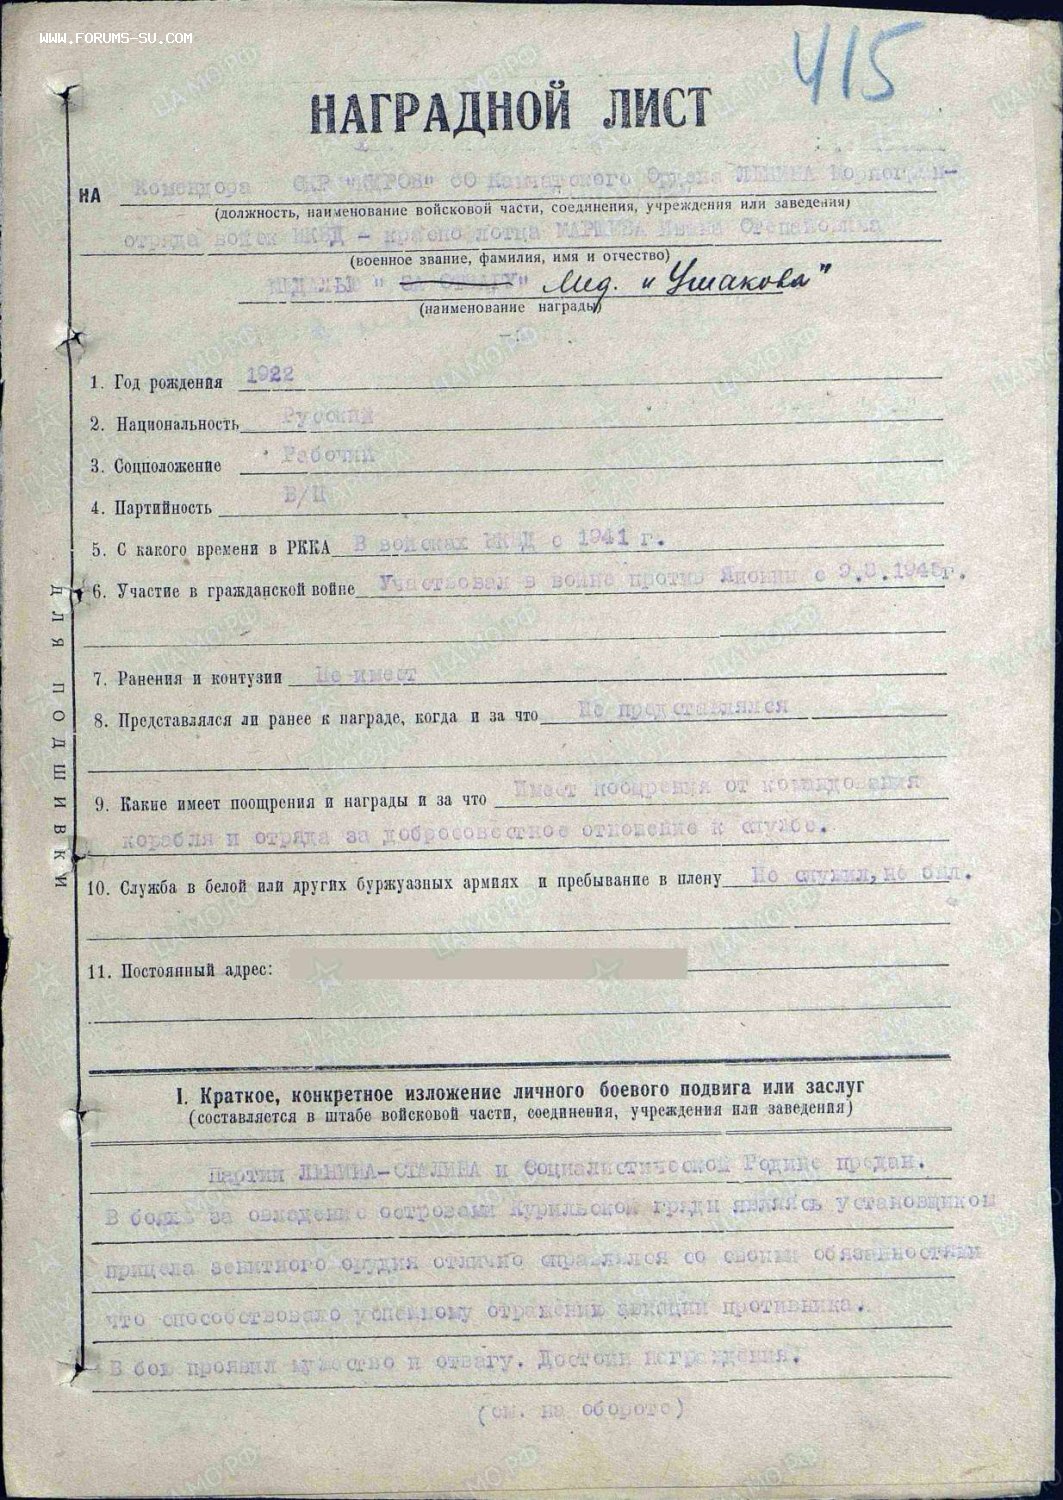 WWW.FORUMS-SU.COM
415
НАГРАДНОЙ ЛИСТ
НА Комендора СКР "КИРОВ" 60 Камчатского Ордена ЛЕНИНА Морпогран-
(должность, наименование войсковой части, соединения, учреждения или заведения)
отряда войск НКВД - краснофлотца Ивана Степановича
(военное звание, фамилия, имя и отчество)
МЕДАЛЬЮ "ЗА ОТВАГУ" Мед. "Ушакова"
(наименование награды)
1. Год рождения 1922
2. Национальность Русский
3. Соцположение Рабочий
4. Партийность Б/П
5. С какого времени в РККА В войсках НКВД с 1941 г.
6. Участие в гражданской войне Участвовал в войне против Японии с 9.8.1945г.
7. Ранения и контузии Не имеет
8. Представлялся ли ранее к награде, когда и за что Не представлялся
9. Какие имеет поощрения и награды и за что Имеет поощрения от командования
корабля и отряда за добросовестное отношение к службе.
10. Служба в белой или других буржуазных армиях и пребывание в плену Не служил, не был.
11. Постоянный адрес:
ДЛЯ ПОДШИВКИ
I. Краткое, конкретное изложение личного боевого подвига или заслуг
(составляется в штабе войсковой части, соединения, учреждения или заведения)
Партии ЛЕНИНА-СТАЛИНА и Социалистической Родине предан.
В боях за овладение островами Курильской гряды являясь установщиком
прицела зенитного орудия отлично справлялся со своими обязанностями
что способствовало успешному отражению авиации противника.
В бою проявил мужество и отвагу. Достоин награждения.
(см. на обороте)